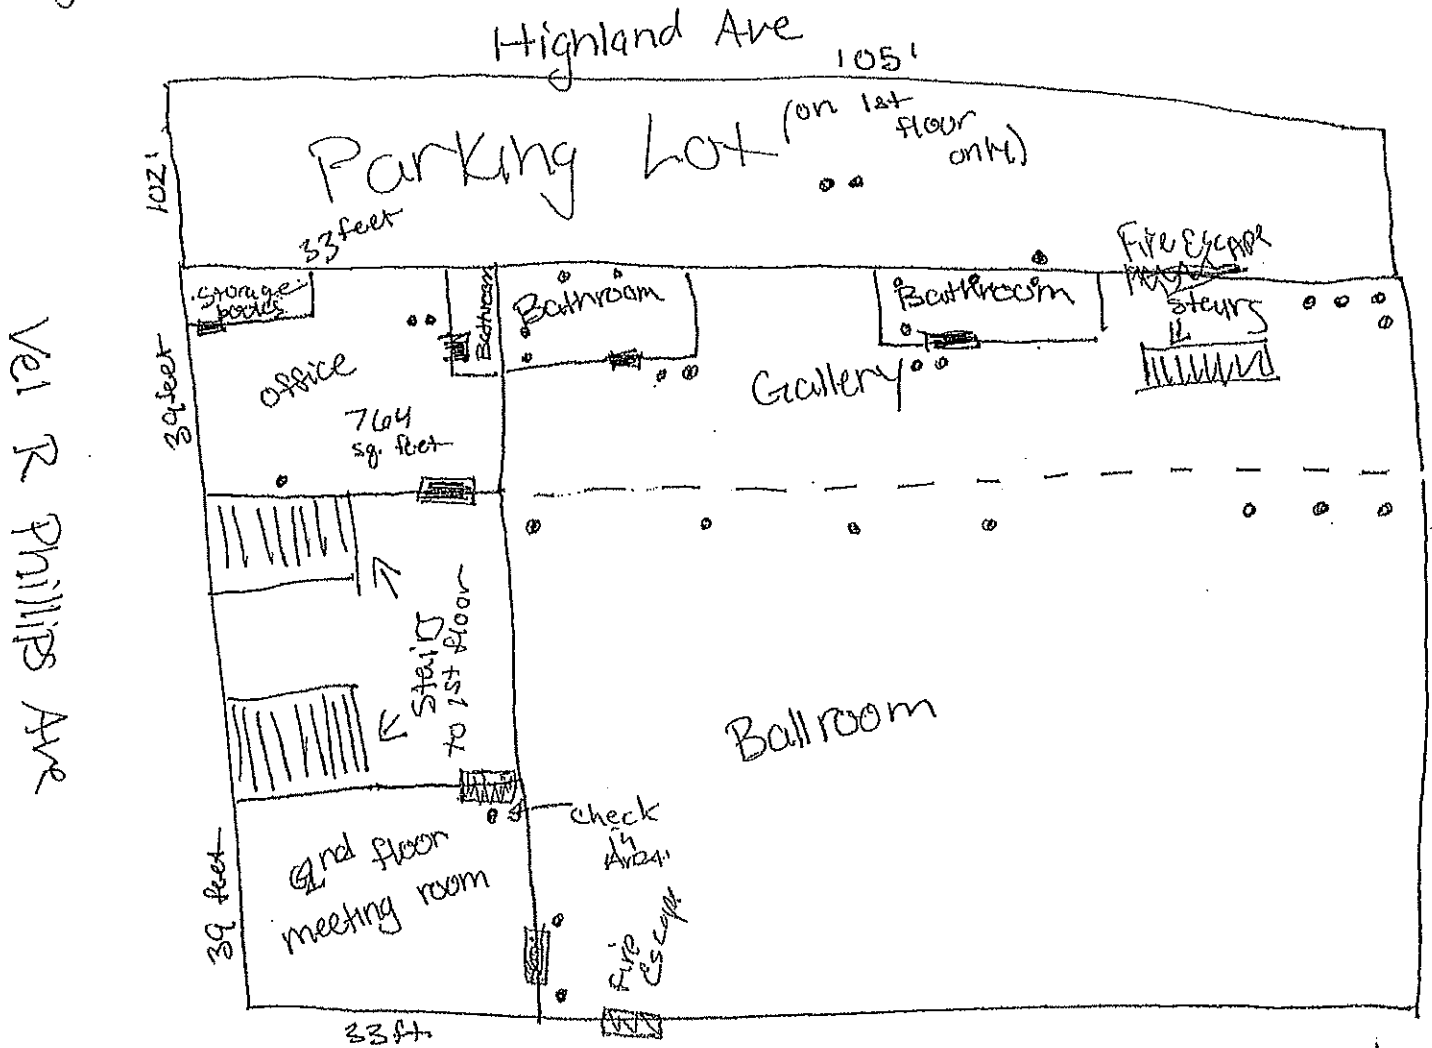 Highland Ave
105'
Parking Lot (on 1st
floor
only)
102'
33 feet
Fire Escape
storage
Bathroom
Bathroom
Bathroom
stairs
39 feet
office
Gallery
764
sq. feet
Vel R Phillips Ave
Stairs
to 1st floor
Ballroom
check
in
Area
2nd floor
meeting room
39 feet
Fire
Escape
33 ft.